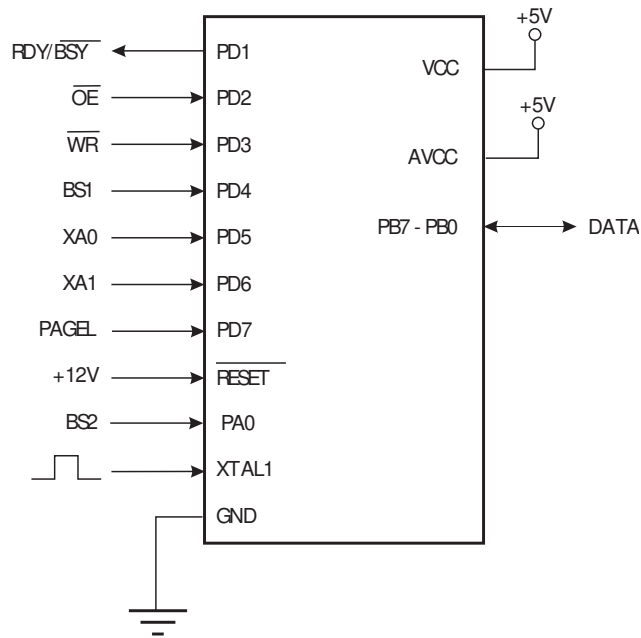 +5V
RDY/BSY PD1
VCC
OE PD2
+5V
WR PD3
AVCC
BS1 PD4
PB7 - PB0 DATA
XA0 PD5
XA1 PD6
PAGEL PD7
+12V RESET
BS2 PA0
XTAL1
GND